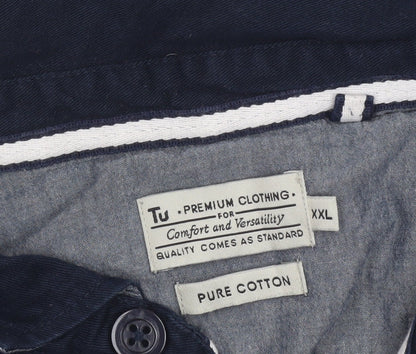 Tu · PREMIUM CLOTHING ·
FOR
Comfort and Versatility
QUALITY COMES AS STANDARD
XXL
PURE COTTON